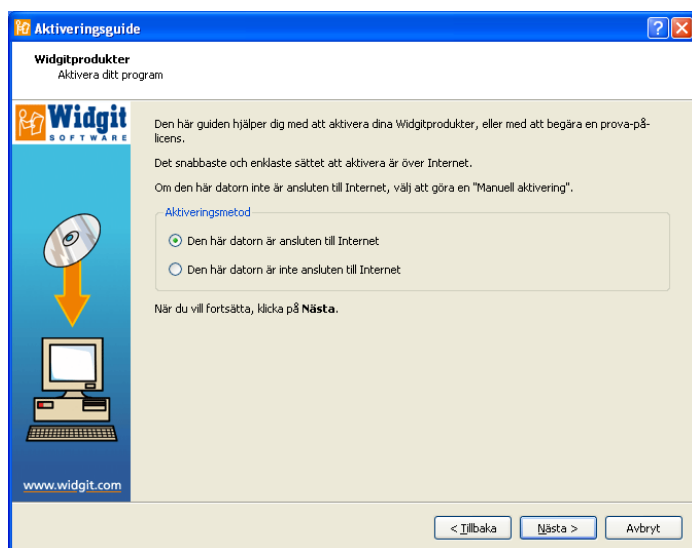 Aktiveringsguide
Widgitprodukter
Aktivera ditt program
Widgit
SOFTWARE
Den här guiden hjälper dig med att aktivera dina Widgitprodukter, eller med att begära en prova-på-
licens.
Det snabbaste och enklaste sättet att aktivera är över Internet.
Om den här datorn inte är ansluten till Internet, välj att göra en "Manuell aktivering".
Aktiveringsmetod
Den här datorn är ansluten till Internet
Den här datorn är inte ansluten till Internet
När du vill fortsätta, klicka på Nästa.
www.widgit.com
< Tillbaka
Nästa >
Avbryt